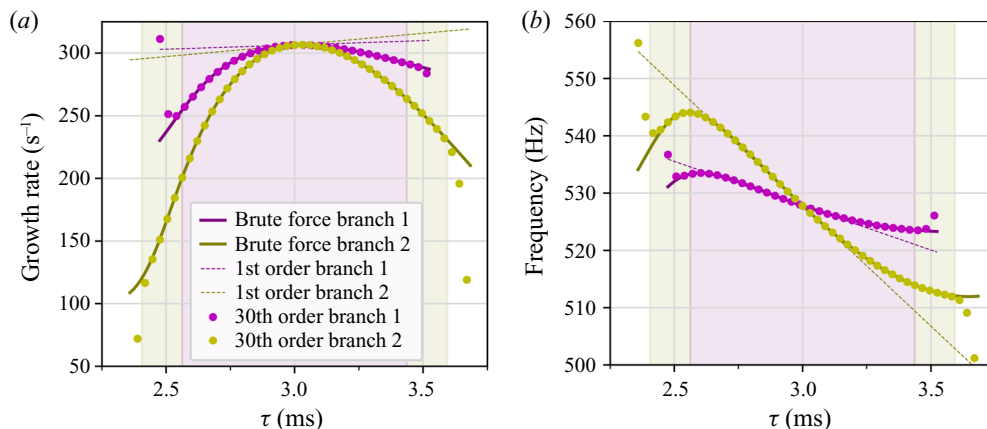 (a)
Growth rate (s⁻¹)
300
250
200
150
100
50
2.5
3.0
3.5
τ (ms)
Brute force branch 1
Brute force branch 2
1st order branch 1
1st order branch 2
30th order branch 1
30th order branch 2
(b)
Frequency (Hz)
560
550
540
530
520
510
500
2.5
3.0
3.5
τ (ms)